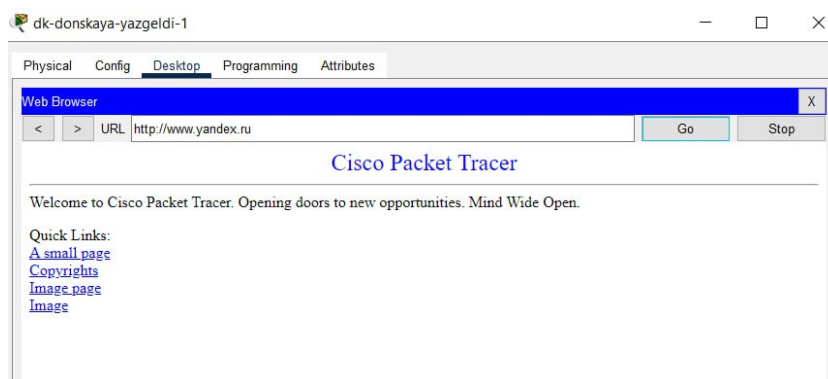 dk-donskaya-yazgeldi-1
Physical Config Desktop Programming Attributes
Web Browser X
< > URL http://www.yandex.ru Go Stop
Cisco Packet Tracer
Welcome to Cisco Packet Tracer. Opening doors to new opportunities. Mind Wide Open.
Quick Links:
A small page
Copyrights
Image page
Image